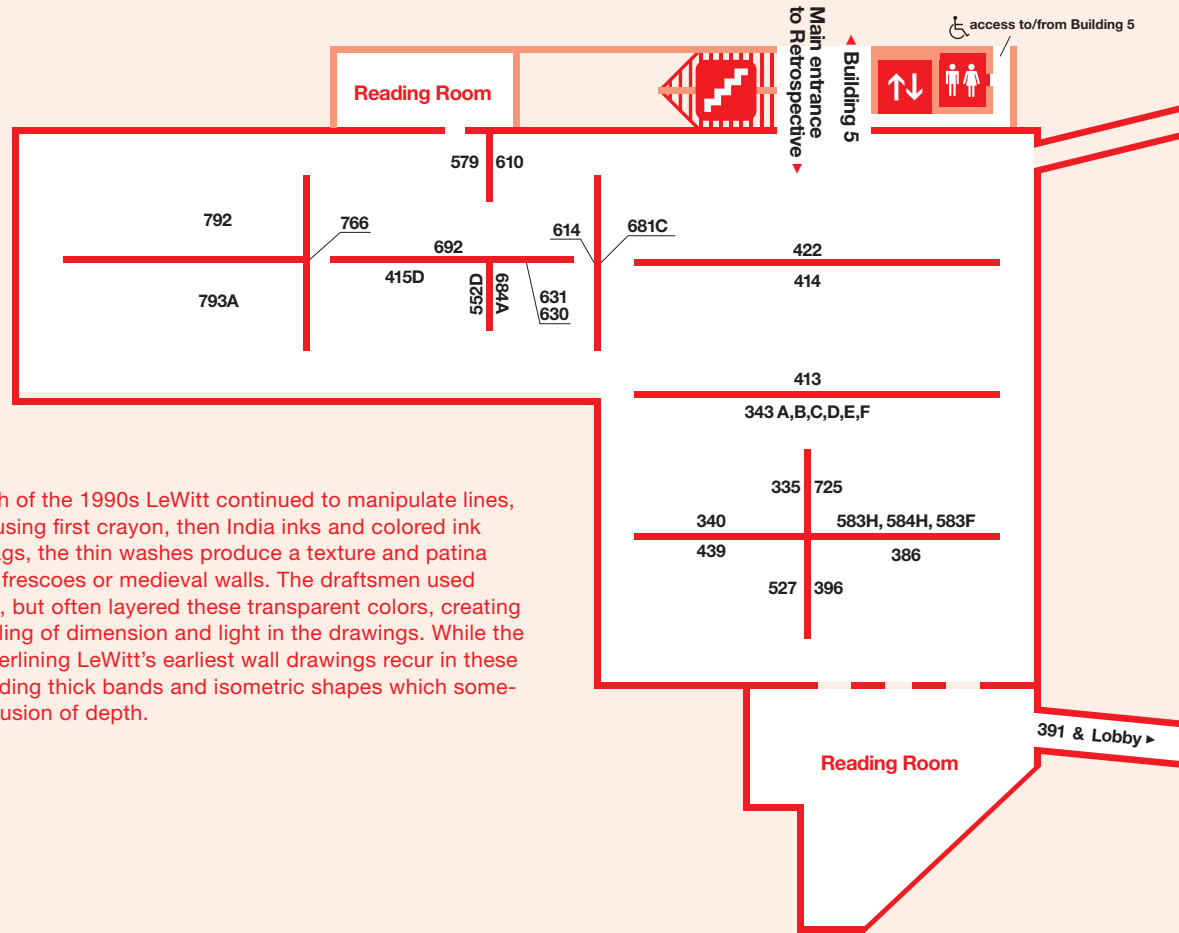 access to/from Building 5
Main entrance
to Retrospective
Building 5
Reading Room
579 610
792
766
692
614
681C
422
415D
414
552D
684A
631
630
793A
413
343 A,B,C,D,E,F
335 725
340
583H, 584H, 583F
439
386
527 396
h of the 1990s LeWitt continued to manipulate lines,
using first crayon, then India inks and colored ink
ags, the thin washes produce a texture and patina
frescoes or medieval walls. The draftsmen used
, but often layered these transparent colors, creating
ling of dimension and light in the drawings. While the
erlining LeWitt’s earliest wall drawings recur in these
ding thick bands and isometric shapes which some-
usion of depth.
391 & Lobby ▸
Reading Room